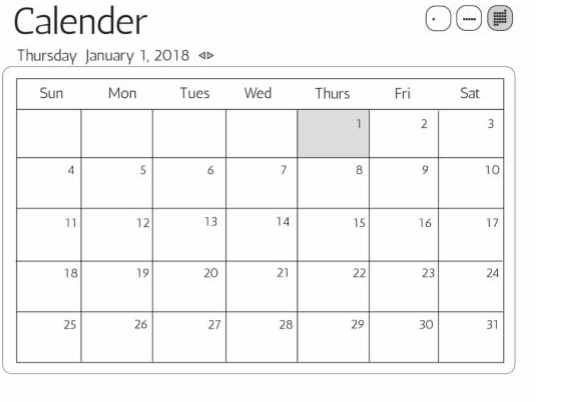 Calender
Thursday January 1, 2018
Sun Mon Tues Wed Thurs Fri Sat
1 2 3
4 5 6 7 8 9 10
11 12 13 14 15 16 17
18 19 20 21 22 23 24
25 26 27 28 29 30 31